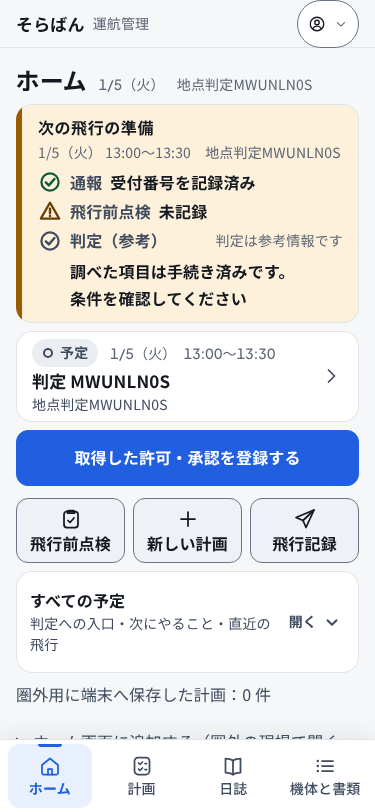 そらばん 運航管理
ホーム 1/5（火） 地点判定MWUNLN0S
次の飛行の準備
1/5（火） 13:00〜13:30 地点判定MWUNLN0S
通報 受付番号を記録済み
飛行前点検 未記録
判定（参考） 判定は参考情報です
調べた項目は手続き済みです。
条件を確認してください
予定 1/5（火） 13:00〜13:30
判定 MWUNLN0S
地点判定MWUNLN0S
取得した許可・承認を登録する
飛行前点検 新しい計画 飛行記録
すべての予定
判定への入口・次にやること・直近の
飛行
開く
圏外用に端末へ保存した計画：0 件
ホーム 計画 日誌 機体と書類